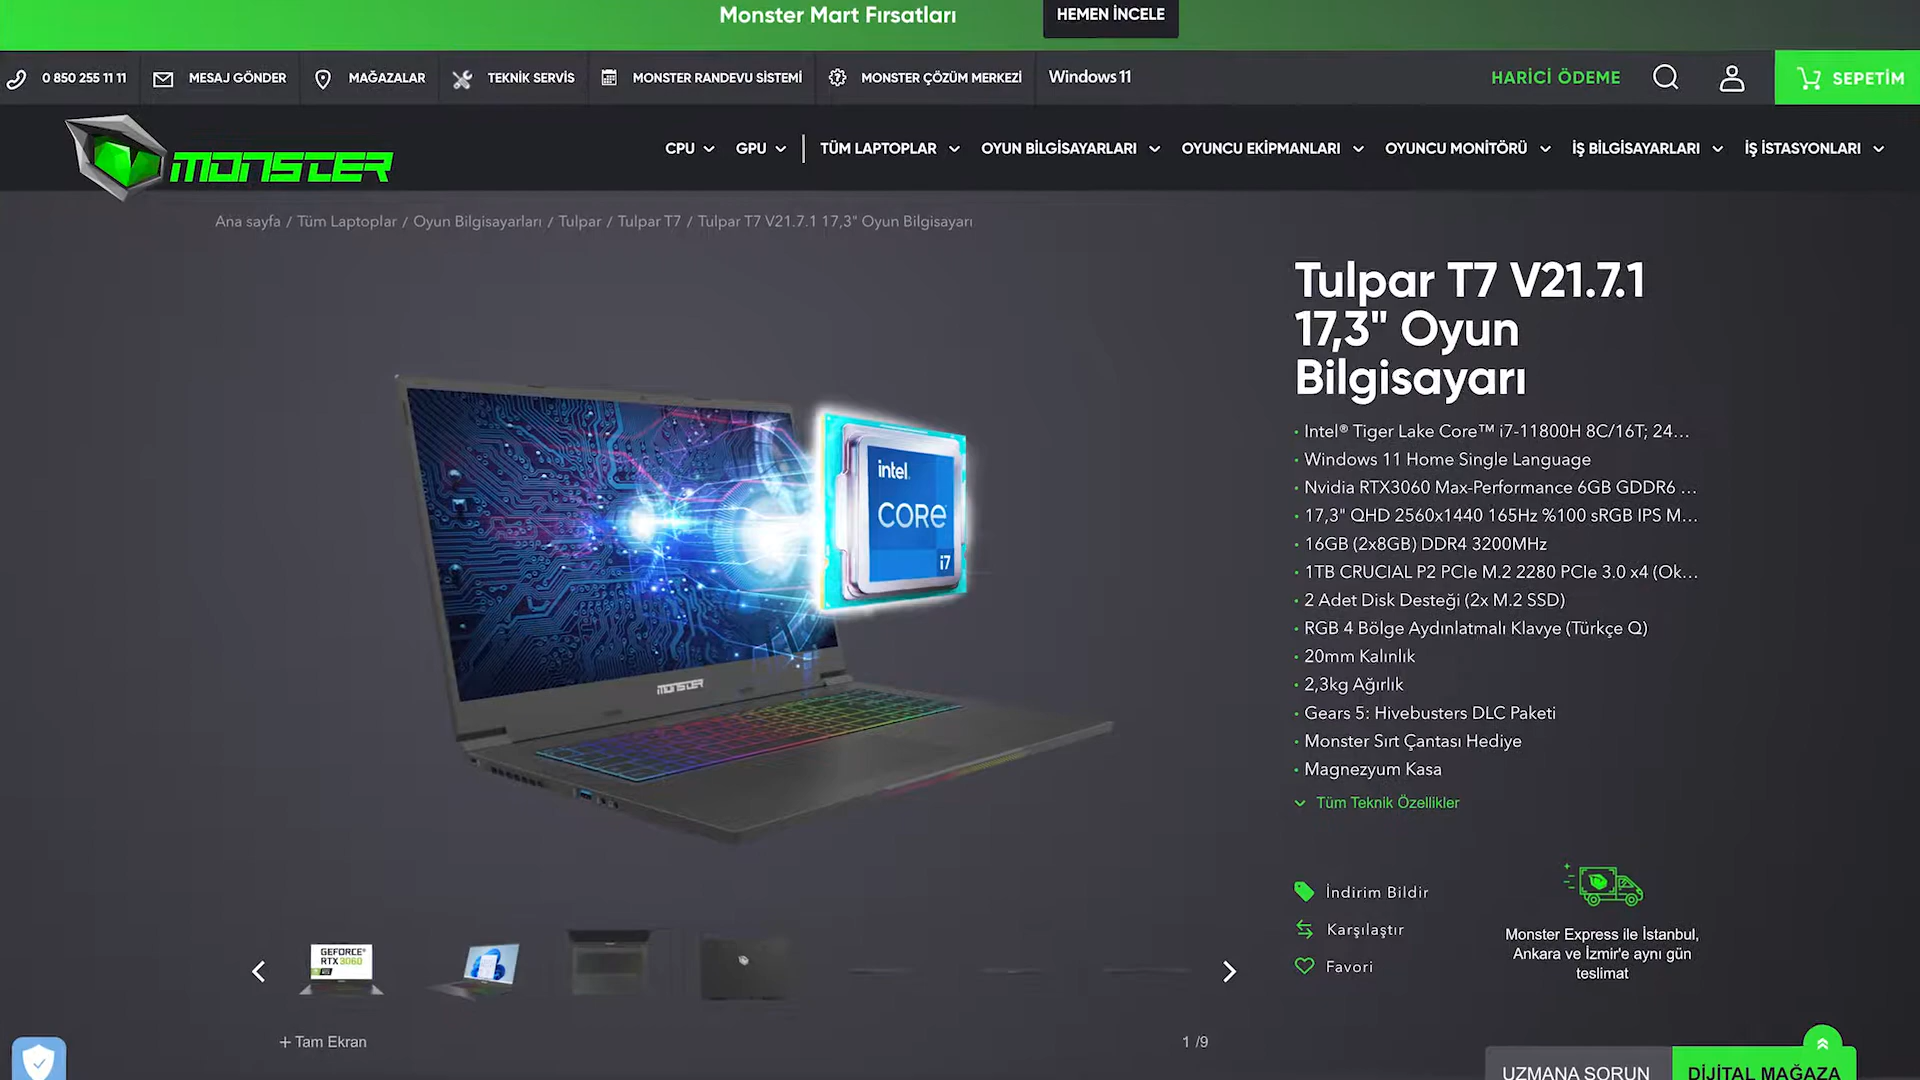 Monster Mart Fırsatları
HEMEN İNCELE
0 850 255 11 11
MESAJ GÖNDER
MAĞAZALAR
TEKNİK SERVİS
MONSTER RANDEVU SİSTEMİ
MONSTER ÇÖZÜM MERKEZİ
Windows 11
HARİCİ ÖDEME
SEPETİM
MONSTER
CPU
GPU
TÜM LAPTOPLAR
OYUN BİLGİSAYARLARI
OYUNCU EKİPMANLARI
OYUNCU MONİTÖRÜ
İŞ BİLGİSAYARLARI
İŞ İSTASYONLARI
Ana sayfa / Tüm Laptoplar / Oyun Bilgisayarları / Tulpar / Tulpar T7 / Tulpar T7 V21.7.1 17,3" Oyun Bilgisayarı
intel
CORE
i7
MONSTER
GEFORCE
RTX 3060
+ Tam Ekran
1 /9
Tulpar T7 V21.7.1
17,3" Oyun
Bilgisayarı
• Intel® Tiger Lake Core™ i7-11800H 8C/16T; 24...
• Windows 11 Home Single Language
• Nvidia RTX3060 Max-Performance 6GB GDDR6 ...
• 17,3" QHD 2560x1440 165Hz %100 sRGB IPS M...
• 16GB (2x8GB) DDR4 3200MHz
• 1TB CRUCIAL P2 PCIe M.2 2280 PCIe 3.0 x4 (Ok...
• 2 Adet Disk Desteği (2x M.2 SSD)
• RGB 4 Bölge Aydınlatmalı Klavye (Türkçe Q)
• 20mm Kalınlık
• 2,3kg Ağırlık
• Gears 5: Hivebusters DLC Paketi
• Monster Sırt Çantası Hediye
• Magnezyum Kasa
Tüm Teknik Özellikler
İndirim Bildir
Karşılaştır
Favori
Monster Express ile İstanbul,
Ankara ve İzmir'e aynı gün
teslimat
UZMANA SORUN
DİJİTAL MAĞAZA